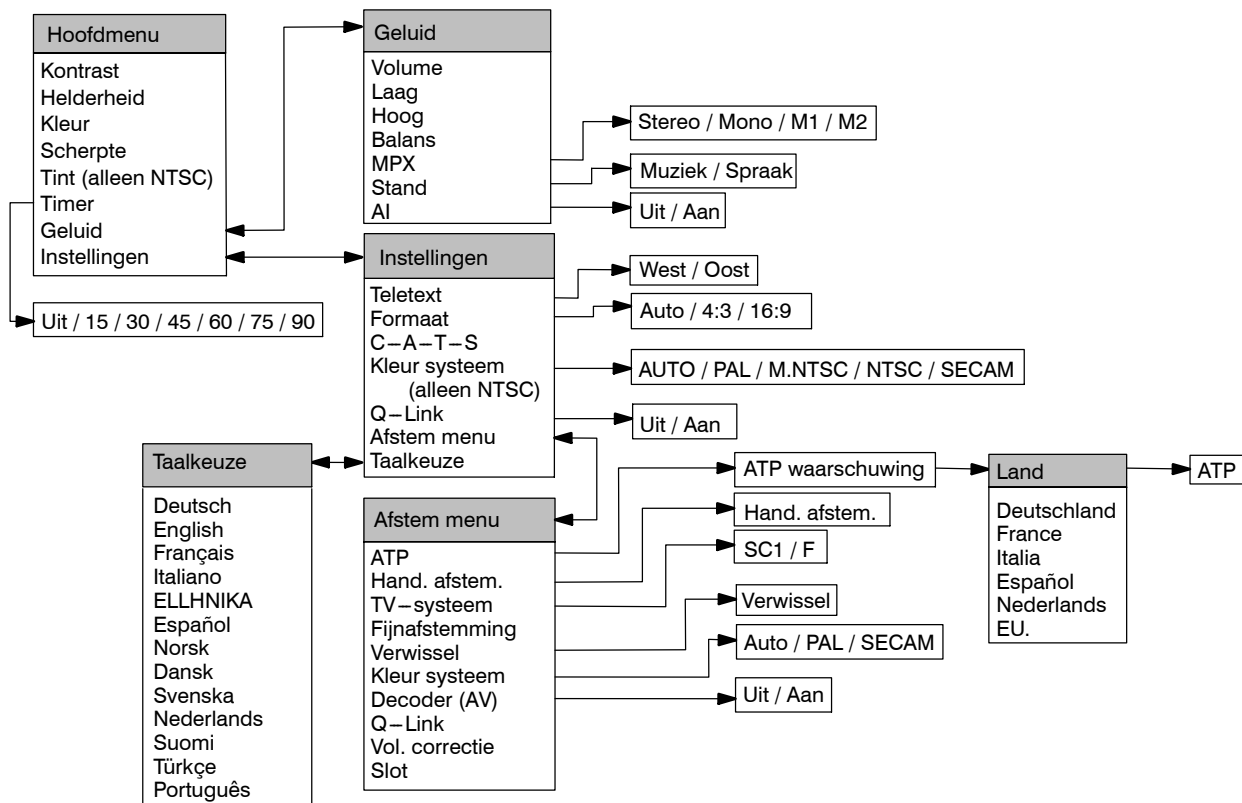 Hoofdmenu
Kontrast
Helderheid
Kleur
Scherpte
Tint (alleen NTSC)
Timer
Geluid
Instellingen
Uit / 15 / 30 / 45 / 60 / 75 / 90
Geluid
Volume
Laag
Hoog
Balans
MPX
Stand
AI
Stereo / Mono / M1 / M2
Muziek / Spraak
Uit / Aan
Instellingen
Teletext
Formaat
C–A–T–S
Kleur systeem
(alleen NTSC)
Q–Link
Afstem menu
Taalkeuze
West / Oost
Auto / 4:3 / 16:9
AUTO / PAL / M.NTSC / NTSC / SECAM
Uit / Aan
Taalkeuze
Deutsch
English
Français
Italiano
ELLHNIKA
Español
Norsk
Dansk
Svenska
Nederlands
Suomi
Türkçe
Português
Afstem menu
ATP
Hand. afstem.
TV–systeem
Fijnafstemming
Verwissel
Kleur systeem
Decoder (AV)
Q–Link
Vol. correctie
Slot
ATP waarschuwing
Hand. afstem.
SC1 / F
Verwissel
Auto / PAL / SECAM
Uit / Aan
Land
Deutschland
France
Italia
Español
Nederlands
EU.
ATP